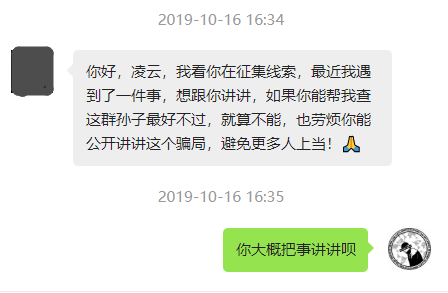 2019-10-16 16:34
你好，凌云，我看你在征集线索，最近我遇
到了一件事，想跟你讲讲，如果你能帮我查
这群孙子最好不过，就算不能，也劳烦你能
公开讲讲这个骗局，避免更多人上当！🙏
2019-10-16 16:35
你大概把事讲讲呗